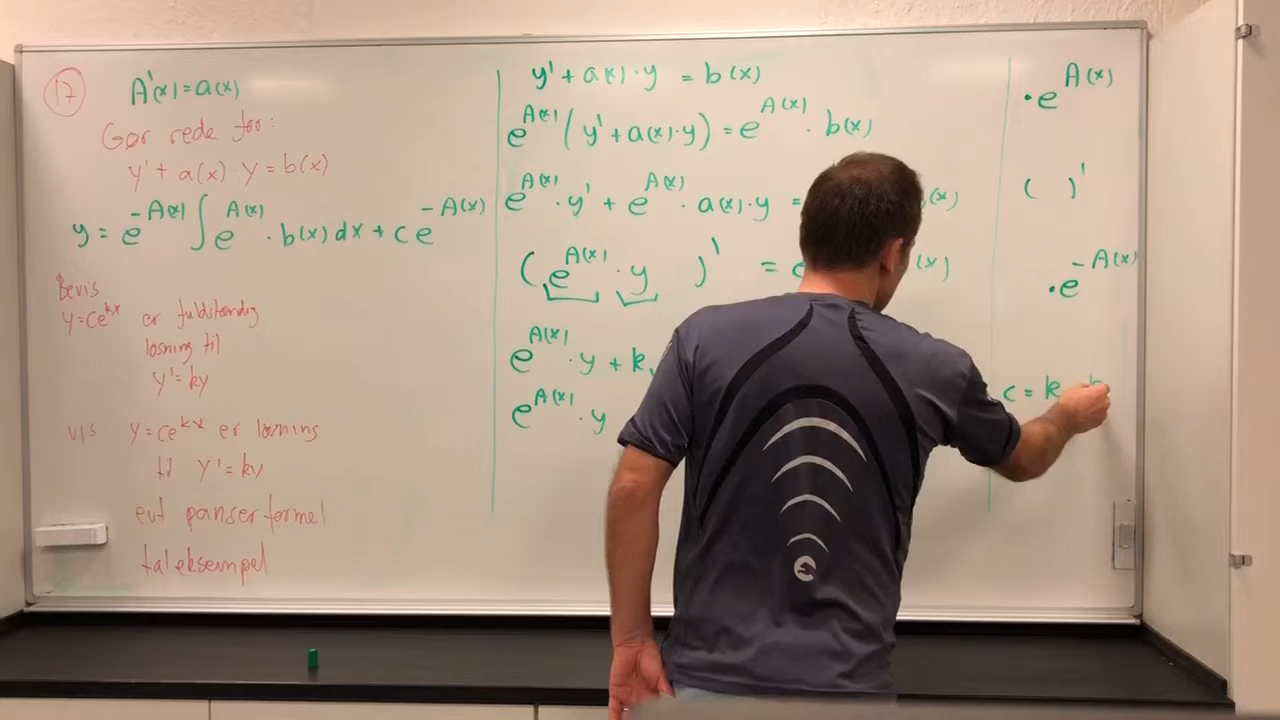 17
A'(x) = a(x)
Gør rede for:
y' + a(x) y = b(x)
y = e^{-A(x)} ∫ e^{A(x)} · b(x) dx + c e^{-A(x)}
Bevis
y = ce^{kx} er fuldstændig
løsning til
y' = ky
Vis y = ce^{kx} er løsning
til y' = ky
evt panserformel
taleksempel
y' + a(x) · y = b(x)
e^{A(x)} (y' + a(x) · y) = e^{A(x)} · b(x)
e^{A(x)} · y' + e^{A(x)} · a(x) · y = (x)
(e^{A(x)} · y )' = e (x)
e^{A(x)} · y + k
e^{A(x)} · y
· e^{A(x)}
( )'
· e^{-A(x)}
c = k